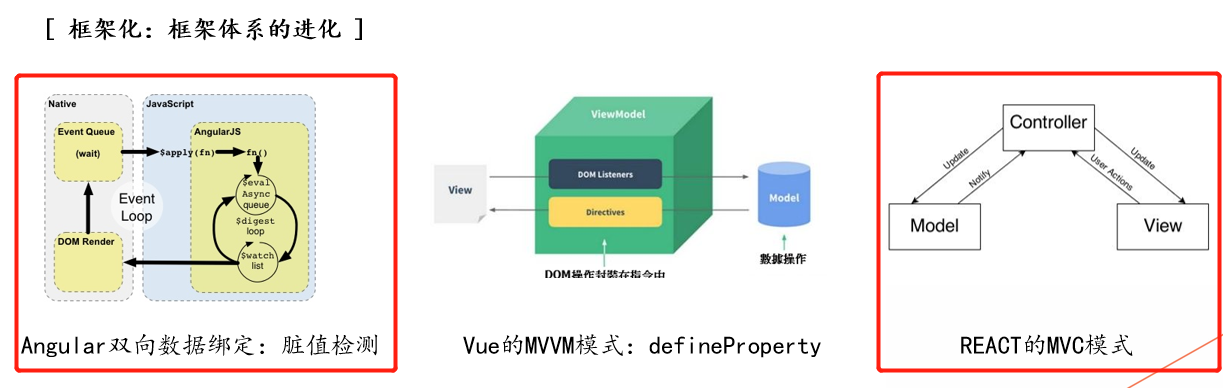 [ 框架化：框架体系的进化 ]
Native
JavaScript
Event Queue
(wait)
$apply(fn)
AngularJS
fn()
$eval
Async
queue
Event
Loop
$digest
loop
DOM Render
$watch
list
Angular双向数据绑定：脏值检测
ViewModel
View
DOM Listeners
Directives
Model
DOM操作封裝在指令中
數據操作
Vue的MVVM模式：defineProperty
Controller
Update
Notify
User Actions
Update
Model
View
REACT的MVC模式